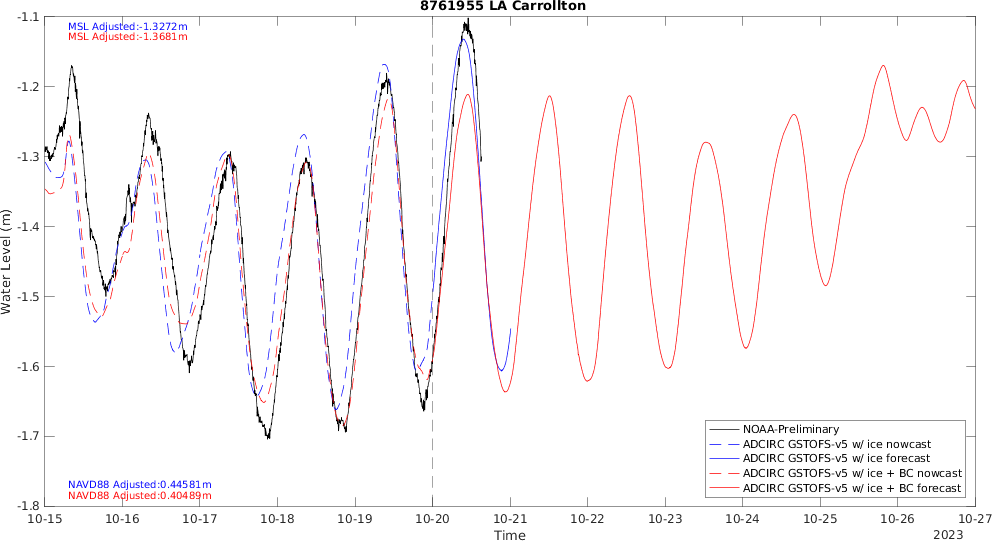 8761955 LA Carrollton
MSL Adjusted:-1.3272m
MSL Adjusted:-1.3681m
-1.1
-1.2
-1.3
-1.4
-1.5
-1.6
-1.7
-1.8
Water Level (m)
NAVD88 Adjusted:0.44581m
NAVD88 Adjusted:0.40489m
NOAA-Preliminary
ADCIRC GSTOFS-v5 w/ ice nowcast
ADCIRC GSTOFS-v5 w/ ice forecast
ADCIRC GSTOFS-v5 w/ ice + BC nowcast
ADCIRC GSTOFS-v5 w/ ice + BC forecast
10-15 10-16 10-17 10-18 10-19 10-20 10-21 10-22 10-23 10-24 10-25 10-26 10-27
Time
2023